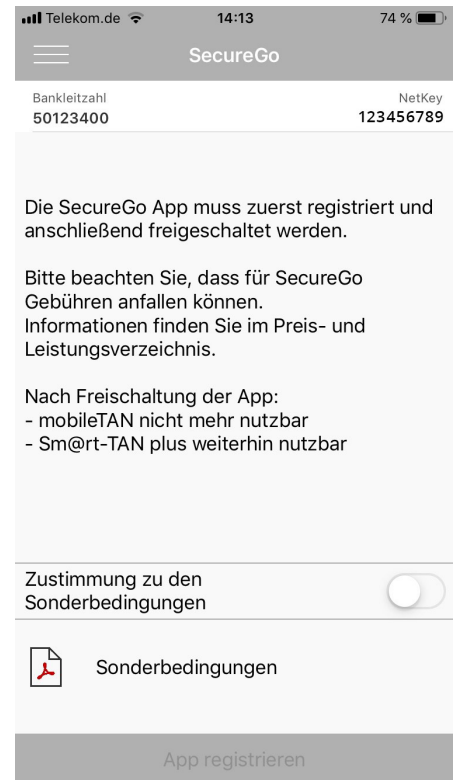 Telekom.de 14:13 74 %
SecureGo
Bankleitzahl NetKey
50123400 123456789
Die SecureGo App muss zuerst registriert und
anschließend freigeschaltet werden.
Bitte beachten Sie, dass für SecureGo
Gebühren anfallen können.
Informationen finden Sie im Preis- und
Leistungsverzeichnis.
Nach Freischaltung der App:
- mobileTAN nicht mehr nutzbar
- Sm@rt-TAN plus weiterhin nutzbar
Zustimmung zu den
Sonderbedingungen
Sonderbedingungen
App registrieren